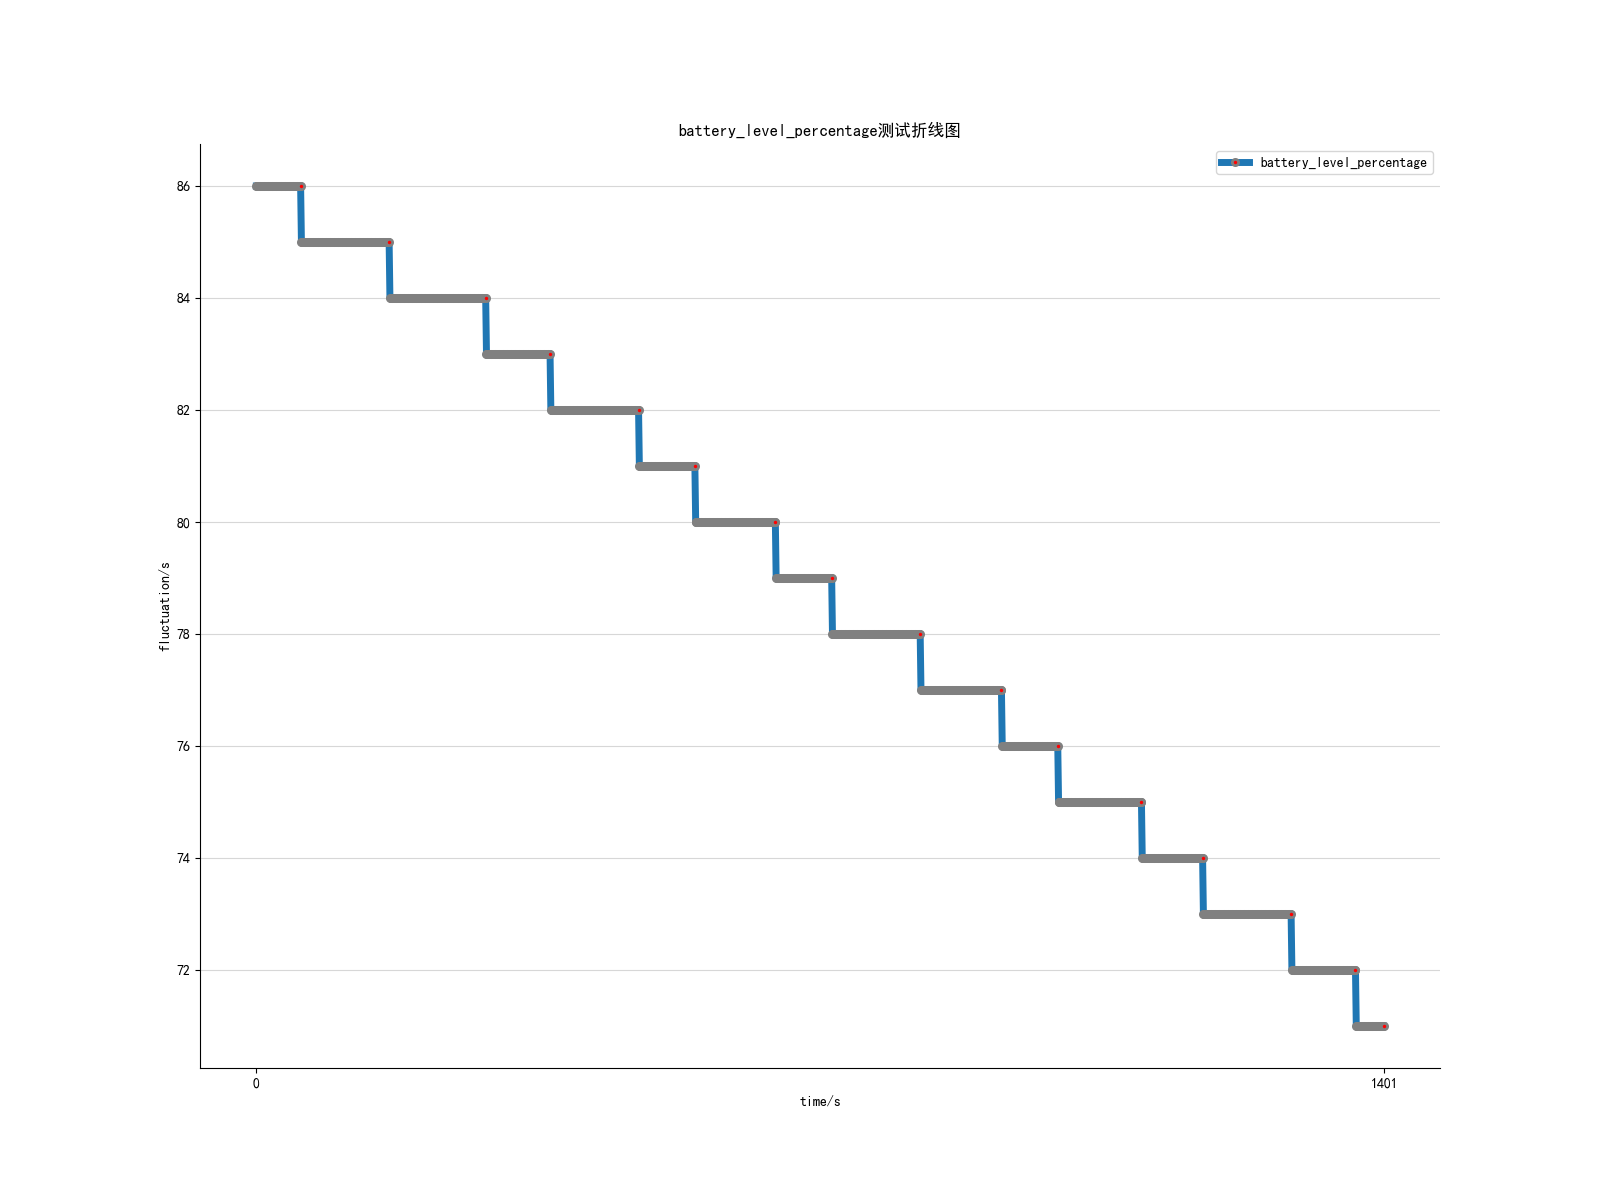 battery_level_percentage测试折线图
battery_level_percentage
86
84
82
80
78
76
74
72
fluctuation/s
0
1401
time/s